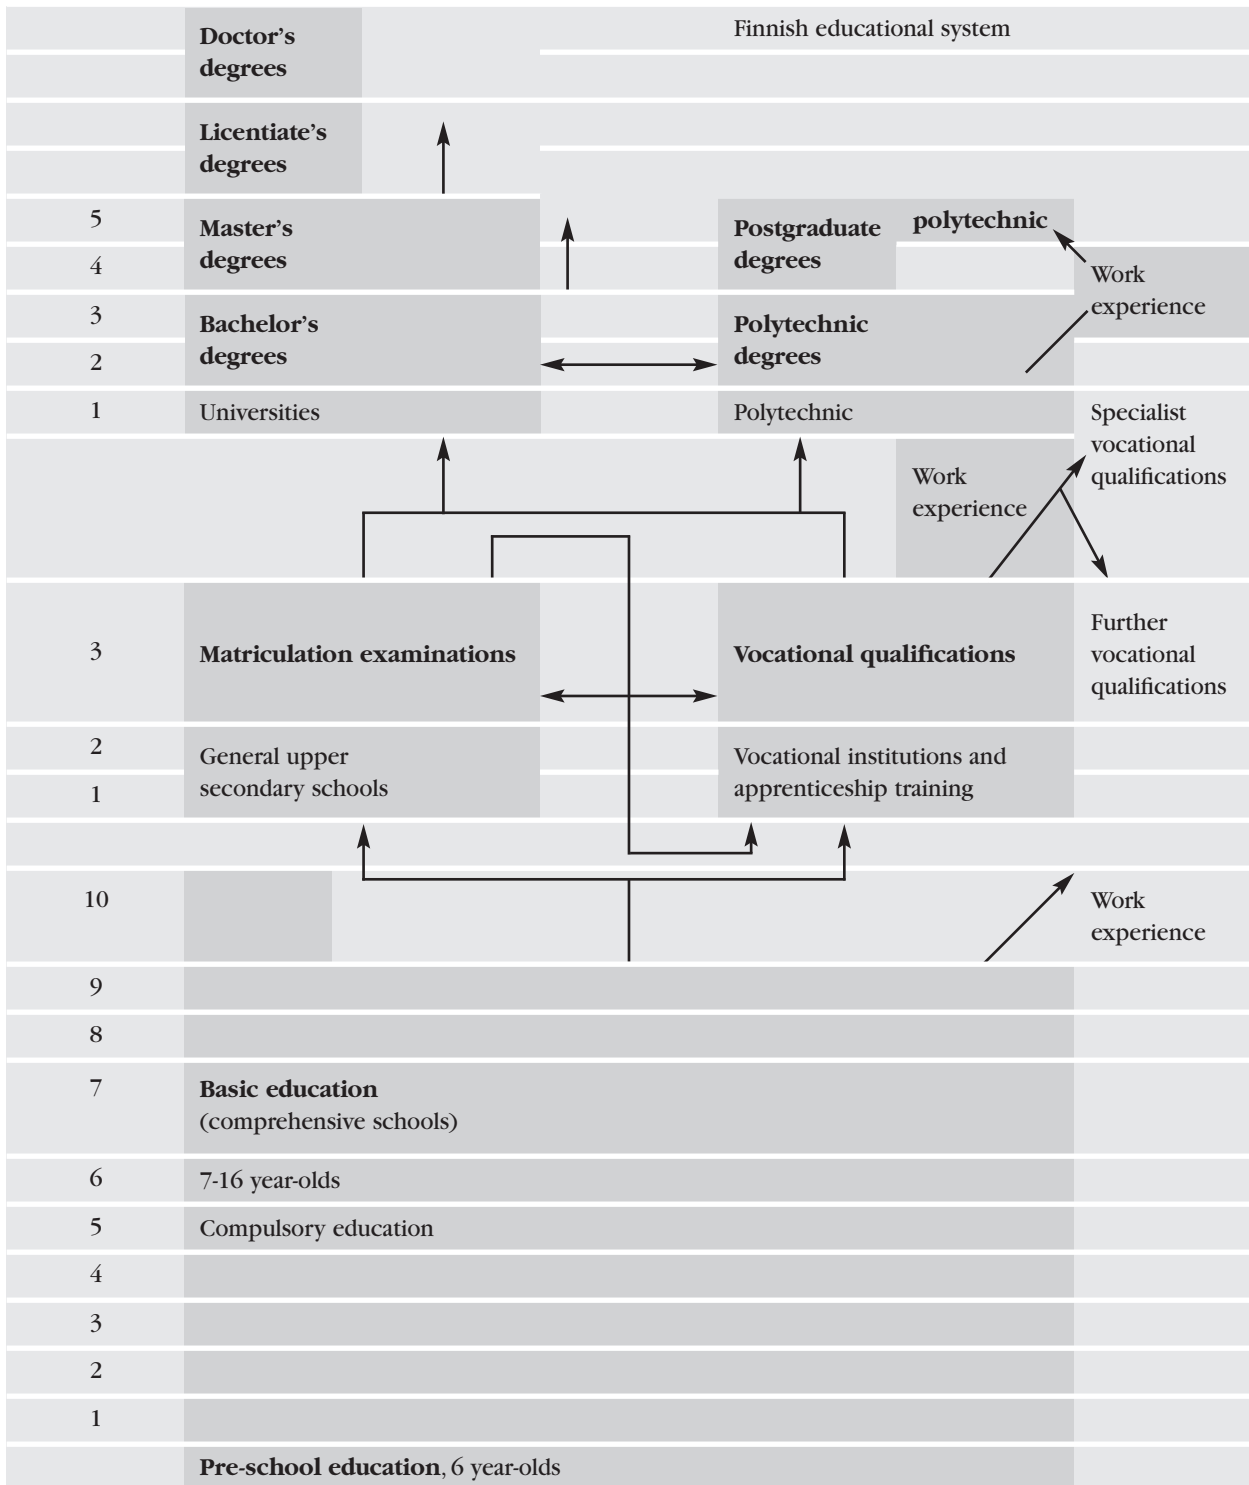 Finnish educational system
Doctor's
degrees
Licentiate's
degrees
5
Master's
degrees
Postgraduate
degrees
polytechnic
4
Work
experience
3
Bachelor's
degrees
Polytechnic
degrees
2
1
Universities
Polytechnic
Specialist
vocational
qualifications
Work
experience
3
Matriculation examinations
Vocational qualifications
Further
vocational
qualifications
2
General upper
secondary schools
Vocational institutions and
apprenticeship training
1
10
Work
experience
9
8
7
Basic education
(comprehensive schools)
6
7-16 year-olds
5
Compulsory education
4
3
2
1
Pre-school education, 6 year-olds